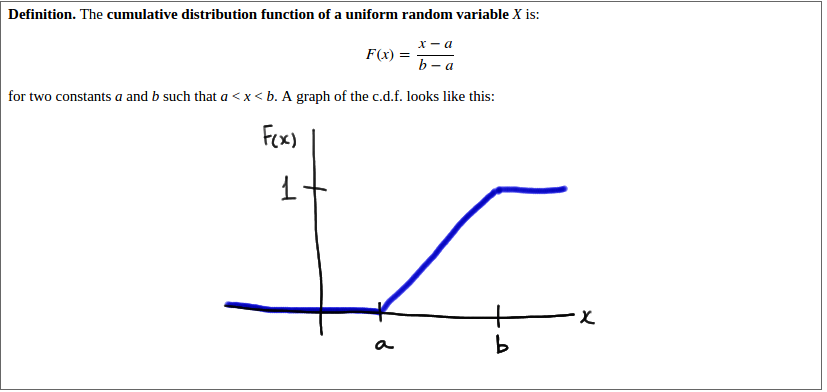 Definition. The cumulative distribution function of a uniform random variable X is:
F(x) = x − a / b − a
for two constants a and b such that a < x < b. A graph of the c.d.f. looks like this:
F(x)
1
x
a
b